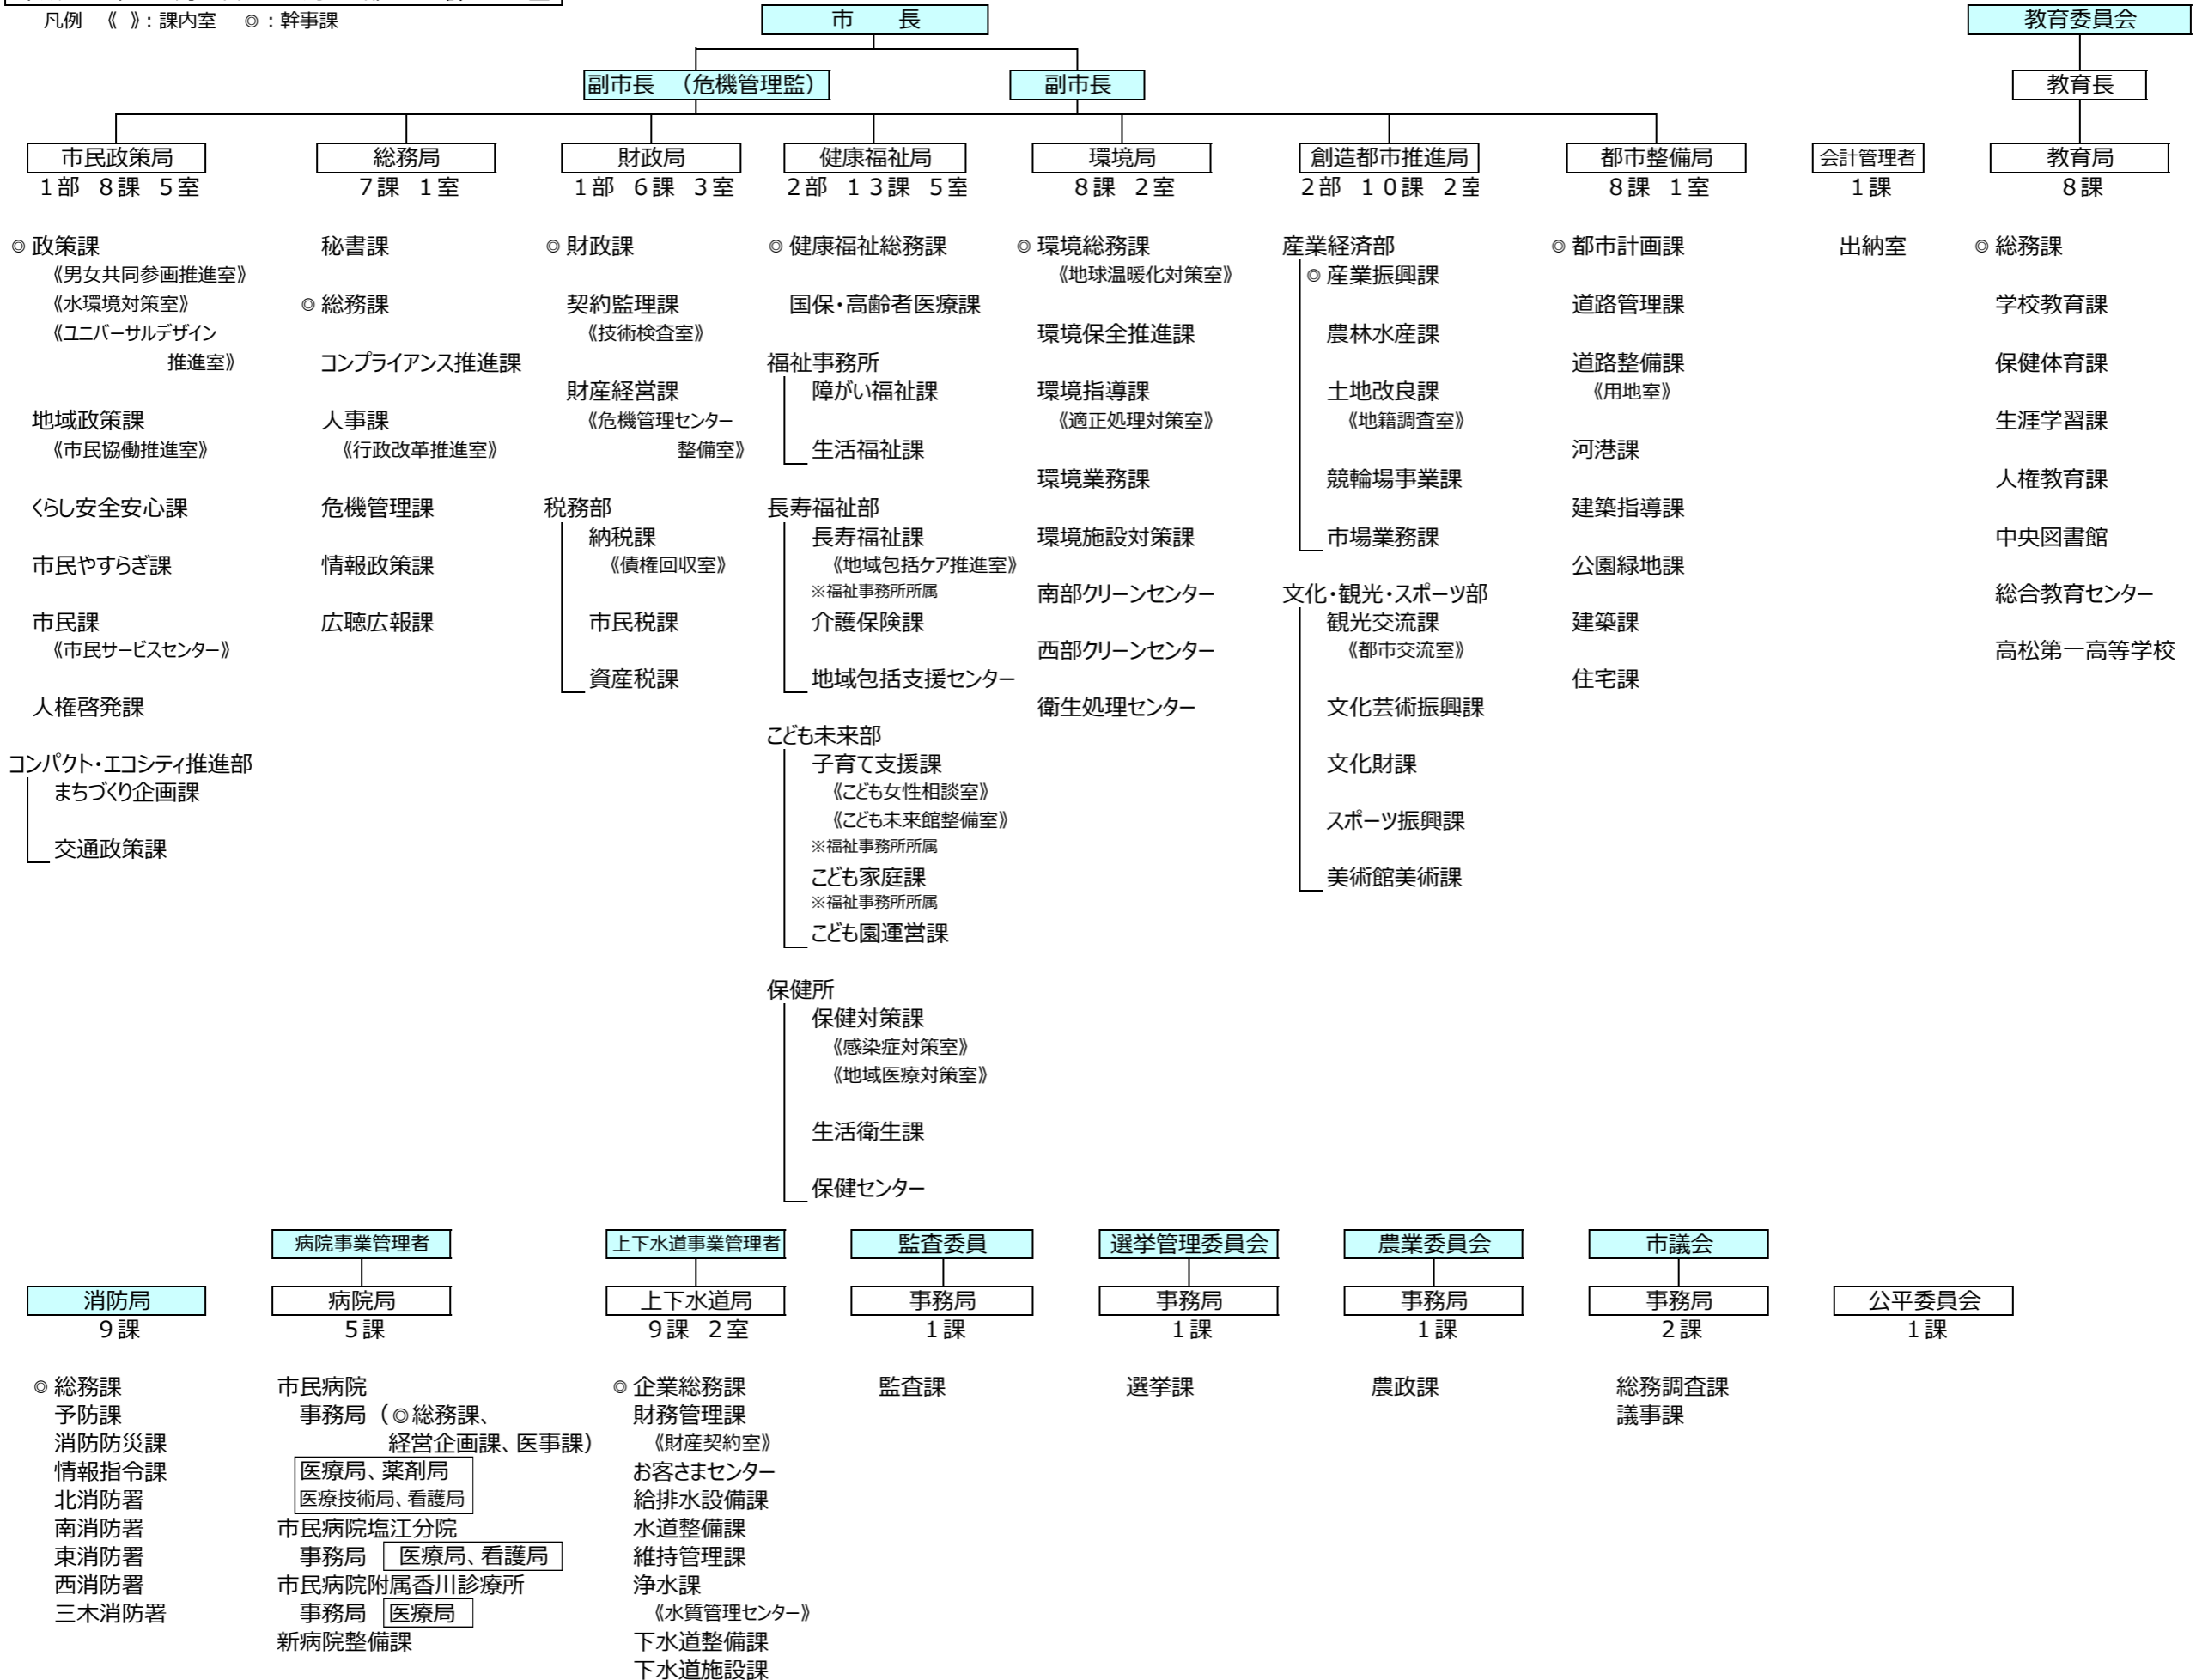 凡例　《 》：課内室　◎：幹事課
市　　長
教育委員会
副市長　（危機管理監）
副市長
教育長
市民政策局
1部　8課　5室
◎ 政策課
《男女共同参画推進室》
《水環境対策室》
《ユニバーサルデザイン
推進室》
地域政策課
《市民協働推進室》
くらし安全安心課
市民やすらぎ課
市民課
《市民サービスセンター》
人権啓発課
コンパクト・エコシティ推進部
まちづくり企画課
交通政策課
総務局
7課　1室
秘書課
◎ 総務課
コンプライアンス推進課
人事課
《行政改革推進室》
危機管理課
情報政策課
広聴広報課
財政局
1部　6課　3室
◎ 財政課
契約監理課
《技術検査室》
財産経営課
《危機管理センター
整備室》
税務部
納税課
《債権回収室》
市民税課
資産税課
健康福祉局
2部　13課　5室
◎ 健康福祉総務課
国保・高齢者医療課
福祉事務所
障がい福祉課
生活福祉課
長寿福祉部
長寿福祉課
《地域包括ケア推進室》
※福祉事務所所属
介護保険課
地域包括支援センター
こども未来部
子育て支援課
《こども女性相談室》
《こども未来館整備室》
※福祉事務所所属
こども家庭課
※福祉事務所所属
こども園運営課
保健所
保健対策課
《感染症対策室》
《地域医療対策室》
生活衛生課
保健センター
環境局
8課　2室
◎ 環境総務課
《地球温暖化対策室》
環境保全推進課
環境指導課
《適正処理対策室》
環境業務課
環境施設対策課
南部クリーンセンター
西部クリーンセンター
衛生処理センター
創造都市推進局
2部　10課　2室
産業経済部
◎ 産業振興課
農林水産課
土地改良課
《地籍調査室》
競輪場事業課
市場業務課
文化・観光・スポーツ部
観光交流課
《都市交流室》
文化芸術振興課
文化財課
スポーツ振興課
美術館美術課
都市整備局
8課　1室
◎ 都市計画課
道路管理課
道路整備課
《用地室》
河港課
建築指導課
公園緑地課
建築課
住宅課
会計管理者
1課
出納室
教育局
8課
◎ 総務課
学校教育課
保健体育課
生涯学習課
人権教育課
中央図書館
総合教育センター
高松第一高等学校
消防局
9課
◎ 総務課
予防課
消防防災課
情報指令課
北消防署
南消防署
東消防署
西消防署
三木消防署
病院事業管理者
病院局
5課
市民病院
事務局（◎総務課、
経営企画課、医事課）
医療局、薬剤局
医療技術局、看護局
市民病院塩江分院
事務局　医療局、看護局
市民病院附属香川診療所
事務局　医療局
新病院整備課
上下水道事業管理者
上下水道局
9課　2室
◎ 企業総務課
財務管理課
《財産契約室》
お客さまセンター
給排水設備課
水道整備課
維持管理課
浄水課
《水質管理センター》
下水道整備課
下水道施設課
監査委員
事務局
1課
監査課
選挙管理委員会
事務局
1課
選挙課
農業委員会
事務局
1課
農政課
市議会
事務局
2課
総務調査課
議事課
公平委員会
1課